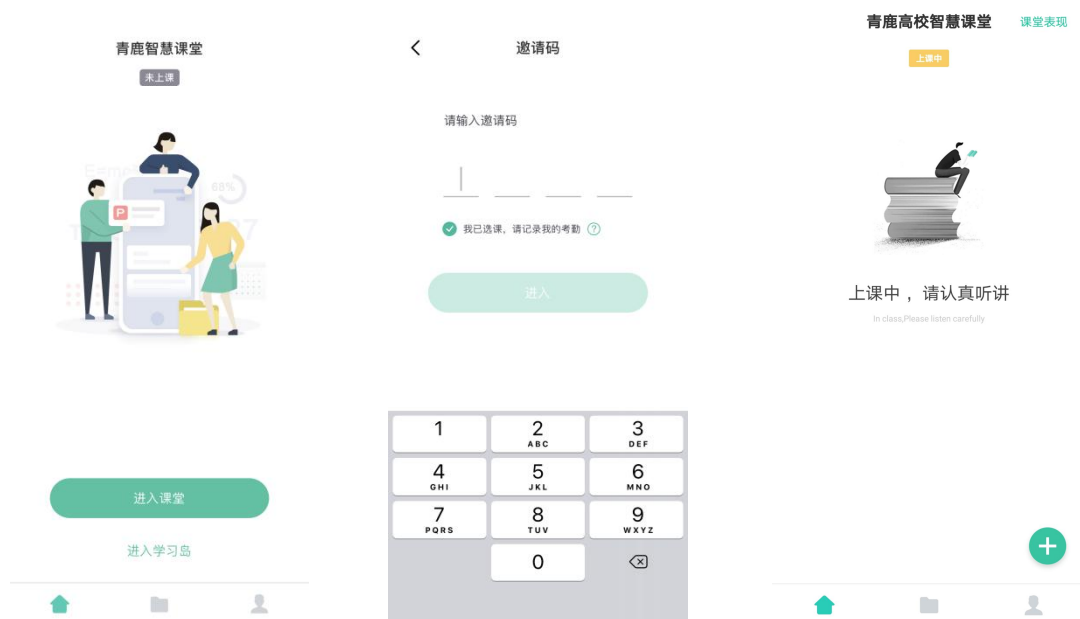 青鹿智慧课堂
未上课
E=m
68%
P
进入课堂
进入学习岛
邀请码
请输入邀请码
我已选课，请记录我的考勤 ?
进入
1
2
ABC
3
DEF
4
GHI
5
JKL
6
MNO
7
PQRS
8
TUV
9
WXYZ
0
青鹿高校智慧课堂
课堂表现
上课中
上课中，请认真听讲
In class,Please listen carefully